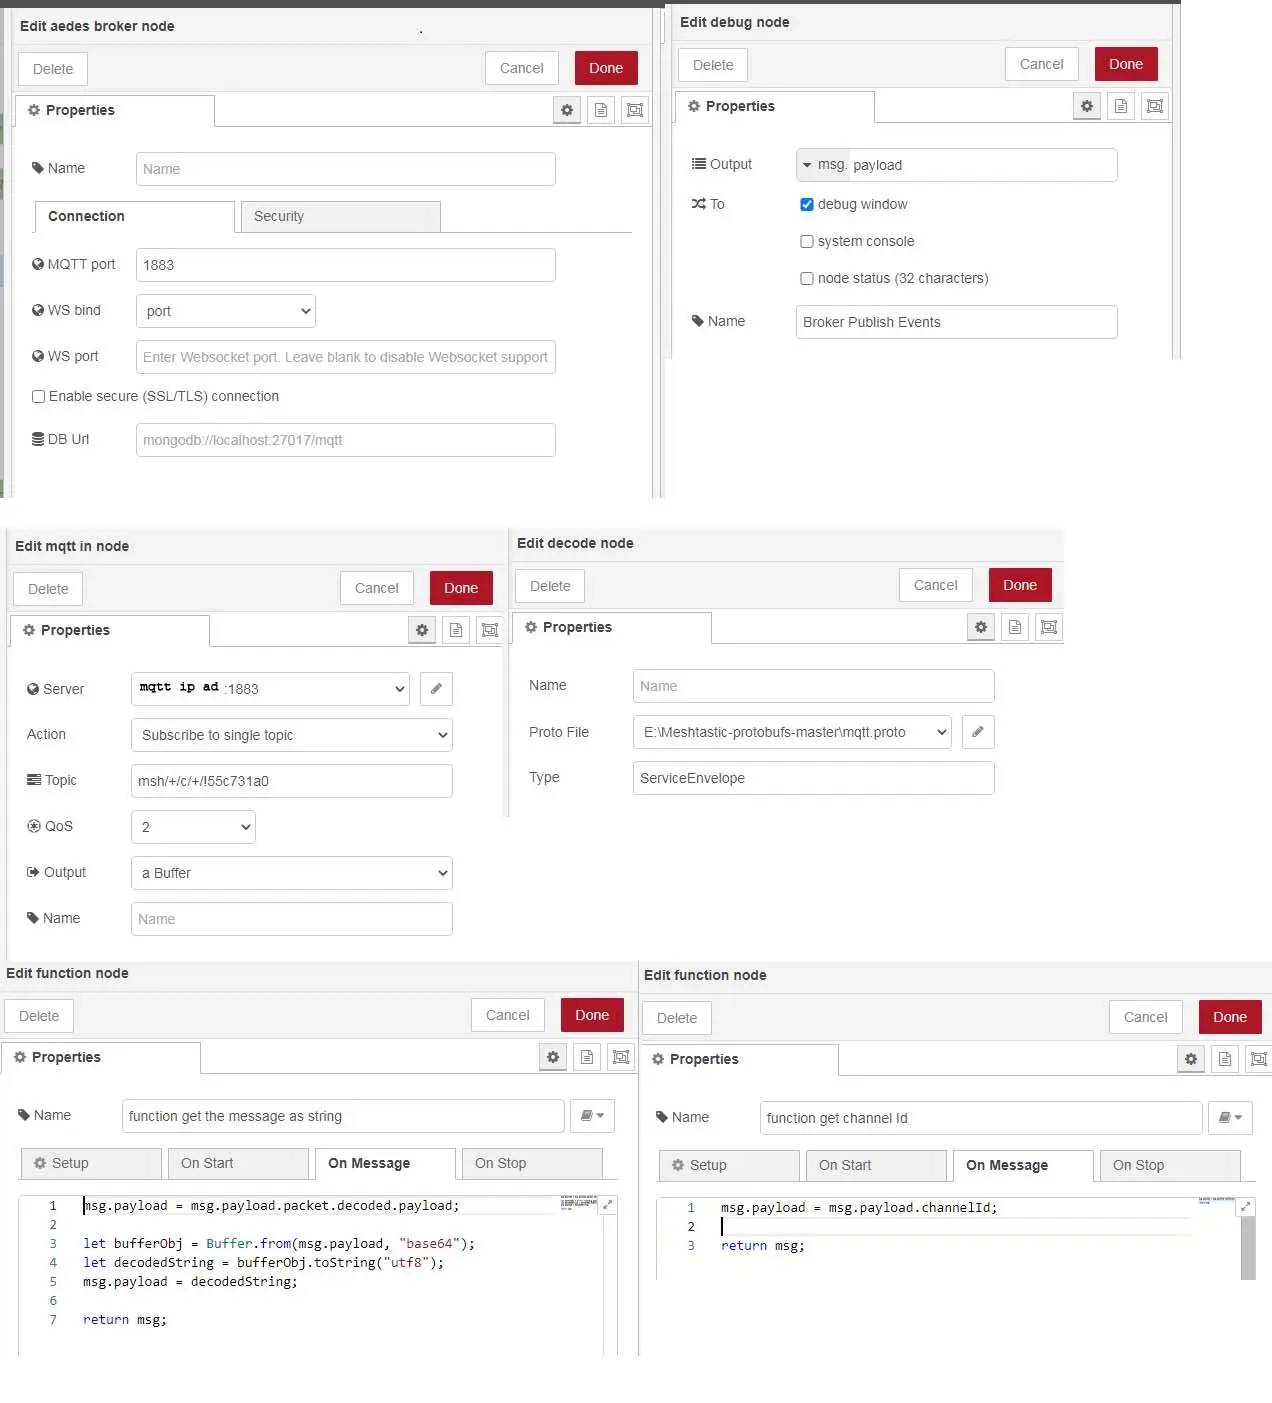 Edit aedes broker node
Delete
Cancel
Done
Properties
Name
Name
Connection
Security
MQTT port
1883
WS bind
port
WS port
Enter Websocket port. Leave blank to disable Websocket support
Enable secure (SSL/TLS) connection
DB Url
mongodb://localhost:27017/mqtt
Edit debug node
Delete
Cancel
Done
Properties
Output
msg. payload
To
debug window
system console
node status (32 characters)
Name
Broker Publish Events
Edit mqtt in node
Delete
Cancel
Done
Properties
Server
mqtt ip ad :1883
Action
Subscribe to single topic
Topic
msh/+/c/+/!55c731a0
QoS
2
Output
a Buffer
Name
Name
Edit decode node
Delete
Cancel
Done
Properties
Name
Name
Proto File
E:\Meshtastic-protobufs-master\mqtt.proto
Type
ServiceEnvelope
Edit function node
Delete
Cancel
Done
Properties
Name
function get the message as string
Setup
On Start
On Message
On Stop
1 msg.payload = msg.payload.packet.decoded.payload;
2
3 let bufferObj = Buffer.from(msg.payload, "base64");
4 let decodedString = bufferObj.toString("utf8");
5 msg.payload = decodedString;
6
7 return msg;
Edit function node
Delete
Cancel
Done
Properties
Name
function get channel Id
Setup
On Start
On Message
On Stop
1 msg.payload = msg.payload.channelId;
2
3 return msg;